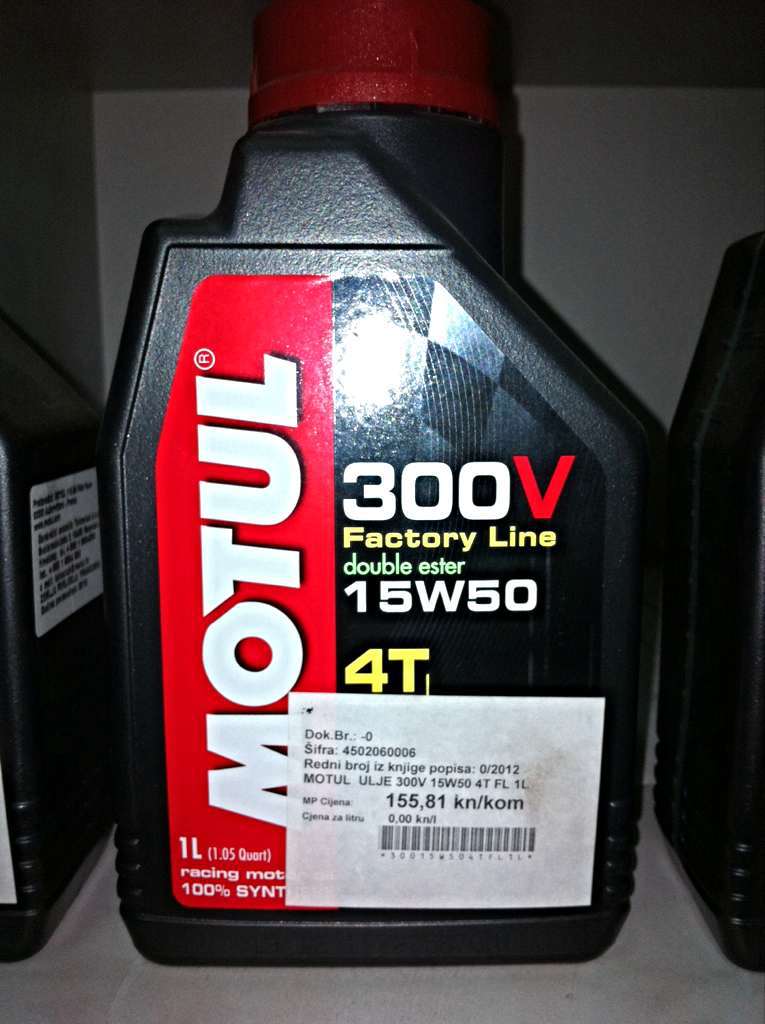 MOTUL®
300V
Factory Line
double ester
15W50
4T
Dok.Br.: -0
Šifra: 4502060006
Redni broj iz knjige popisa: 0/2012
MOTUL ULJE 300V 15W50 4T FL 1L
MP Cijena: 155,81 kn/kom
Cjena za litru 0,00 kn/l
*30015W504TFL1L*
1L (1.05 Quart)
racing
100%